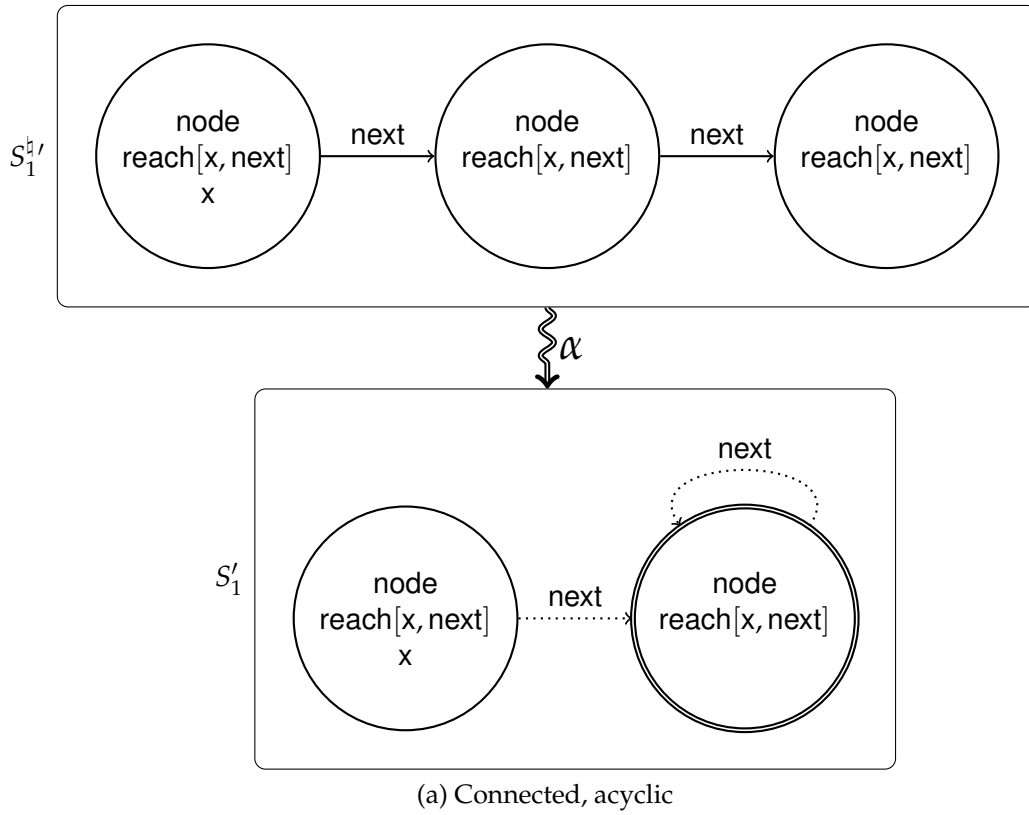 node
reach[x, next]
x
next
node
reach[x, next]
next
node
reach[x, next]
S₁♮′
α
next
node
reach[x, next]
x
next
node
reach[x, next]
S₁′
(a) Connected, acyclic